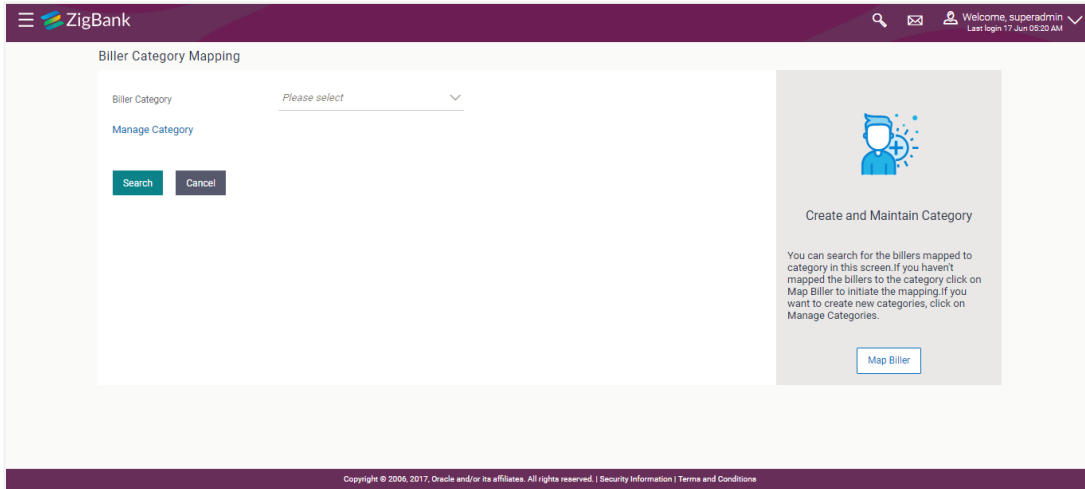 ZigBank
Welcome, superadmin
Last login 17 Jun 05:20 AM
Biller Category Mapping
Biller Category
Please select
Manage Category
Search
Cancel
Create and Maintain Category
You can search for the billers mapped to
category in this screen.If you haven't
mapped the billers to the category click on
Map Biller to initiate the mapping.If you
want to create new categories, click on
Manage Categories.
Map Biller
Copyright © 2006, 2017, Oracle and/or its affiliates. All rights reserved. | Security Information | Terms and Conditions